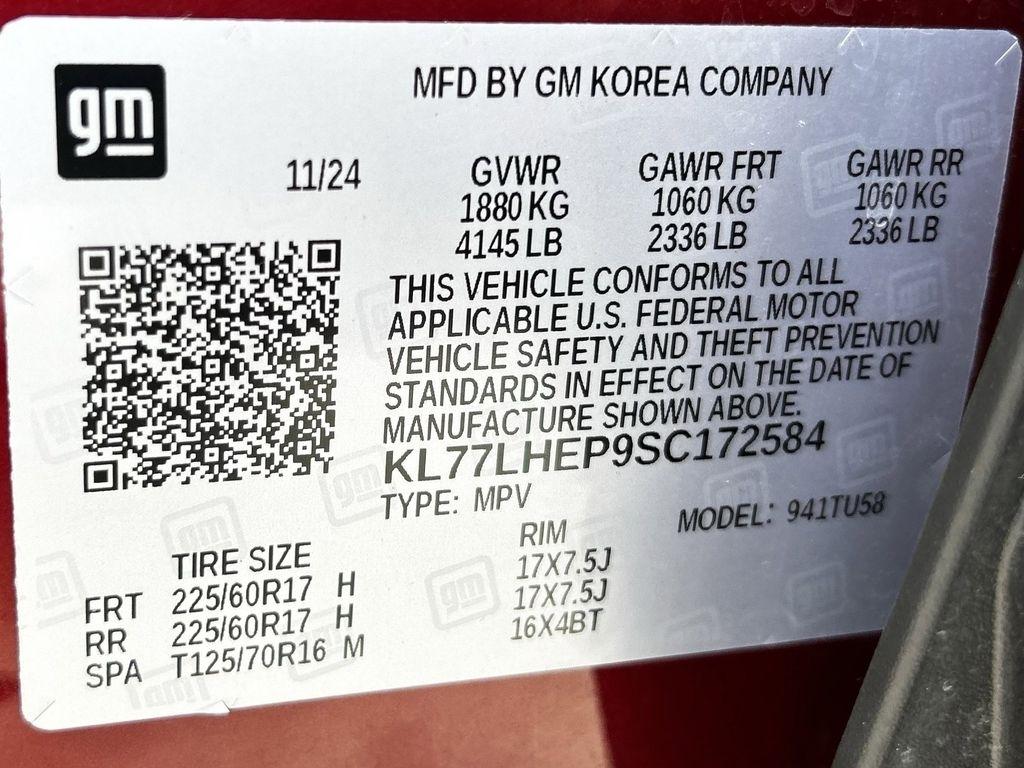 gm
MFD BY GM KOREA COMPANY
11/24
GVWR GAWR FRT GAWR RR
1880 KG 1060 KG 1060 KG
4145 LB 2336 LB 2336 LB
THIS VEHICLE CONFORMS TO ALL
APPLICABLE U.S. FEDERAL MOTOR
VEHICLE SAFETY AND THEFT PREVENTION
STANDARDS IN EFFECT ON THE DATE OF
MANUFACTURE SHOWN ABOVE.
KL77LHEP9SC172584
TYPE: MPV MODEL: 941TU58
TIRE SIZE RIM
FRT 225/60R17 H 17X7.5J
RR 225/60R17 H 17X7.5J
SPA T125/70R16 M 16X4BT